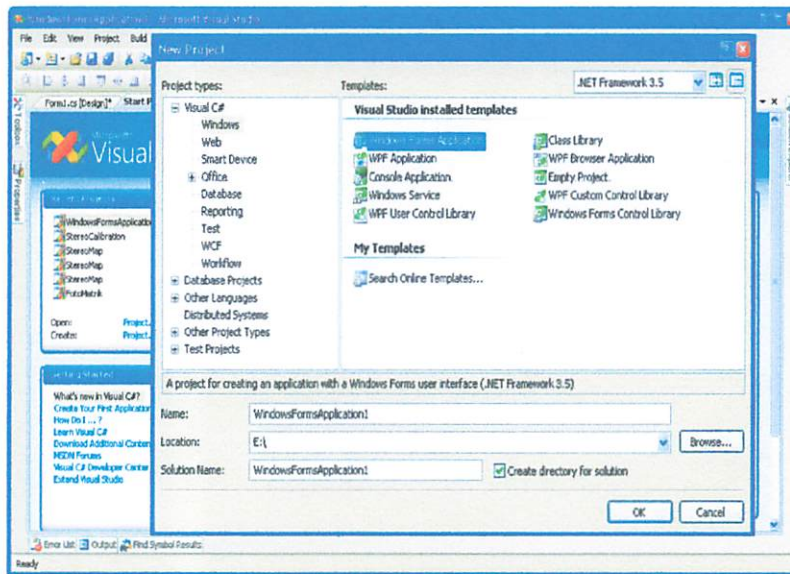 Microsoft Visual Studio
File Edit View Project Build
Form1.cs [Design]* Start P
Toolbox
Properties
Microsoft
Visual
WindowsFormsApplication
StereoCalibration
StereoMap
StereoMap
StereoMap
FotoMatrik
Open: Project.
Create: Project.
Getting Started
What's new in Visual C#?
Create Your First Application
How Do I ... ?
Learn Visual C#
Download Additional Conten
MSDN Forums
Visual C# Developer Center
Extend Visual Studio
Error List Output Find Symbol Results
Ready
New Project
Project types: Templates: .NET Framework 3.5
Visual C#
Windows
Web
Smart Device
Office
Database
Reporting
Test
WCF
Workflow
Database Projects
Other Languages
Distributed Systems
Other Project Types
Test Projects
Visual Studio installed templates
Windows Forms Application Class Library
WPF Application WPF Browser Application
Console Application Empty Project
Windows Service WPF Custom Control Library
WPF User Control Library Windows Forms Control Library
My Templates
Search Online Templates...
A project for creating an application with a Windows Forms user interface (.NET Framework 3.5)
Name: WindowsFormsApplication1
Location: E:\ Browse...
Solution Name: WindowsFormsApplication1 Create directory for solution
OK Cancel